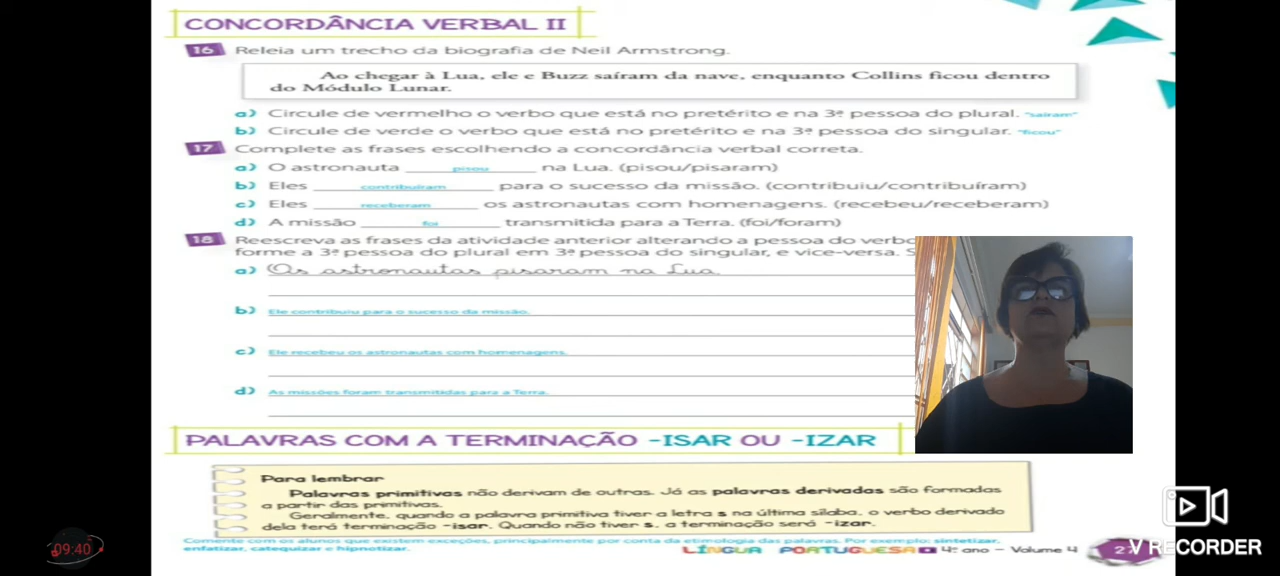 CONCORDÂNCIA VERBAL II
16 Releia um trecho da biografia de Neil Armstrong.
Ao chegar à Lua, ele e Buzz saíram da nave, enquanto Collins ficou dentro
do Módulo Lunar.
a) Circule de vermelho o verbo que está no pretérito e na 3ª pessoa do plural. "saíram"
b) Circule de verde o verbo que está no pretérito e na 3ª pessoa do singular. "ficou"
17 Complete as frases escolhendo a concordância verbal correta.
a) O astronauta pisou na Lua. (pisou/pisaram)
b) Eles contribuíram para o sucesso da missão. (contribuiu/contribuíram)
c) Eles receberam os astronautas com homenagens. (recebeu/receberam)
d) A missão foi transmitida para a Terra. (foi/foram)
18 Reescreva as frases da atividade anterior alterando a pessoa do verbo
forme a 3ª pessoa do plural em 3ª pessoa do singular, e vice-versa. S
a) Os astronautas pisaram na Lua.
b) Ele contribuiu para o sucesso da missão.
c) Ele recebeu os astronautas com homenagens.
d) As missões foram transmitidas para a Terra.
PALAVRAS COM A TERMINAÇÃO -ISAR OU -IZAR
Para lembrar
Palavras primitivas não derivam de outras. Já as palavras derivadas são formadas
a partir das primitivas.
Geralmente, quando a palavra primitiva tiver a letra s na última sílaba, o verbo derivado
dela terá terminação -isar. Quando não tiver s, a terminação será -izar.
Comente com os alunos que existem exceções, principalmente por conta da etimologia das palavras. Por exemplo: sintetizar,
enfatizar, catequizar e hipnotizar.
LÍNGUA PORTUGUESA 4º ano – Volume 4 27
09:40
V RECORDER